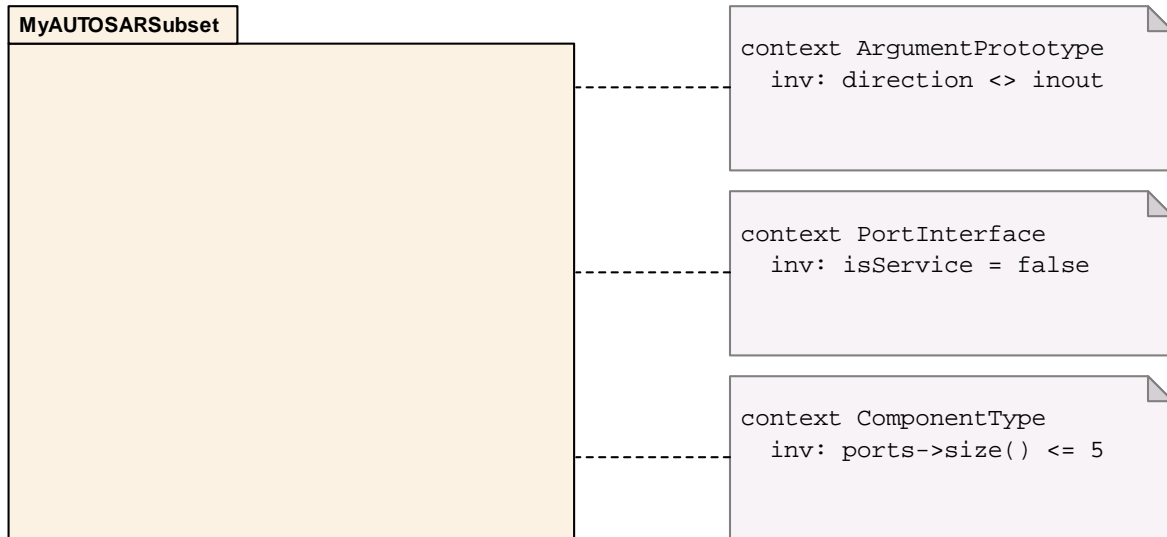 MyAUTOSARSubset
context ArgumentPrototype
inv: direction <> inout
context PortInterface
inv: isService = false
context ComponentType
inv: ports->size() <= 5